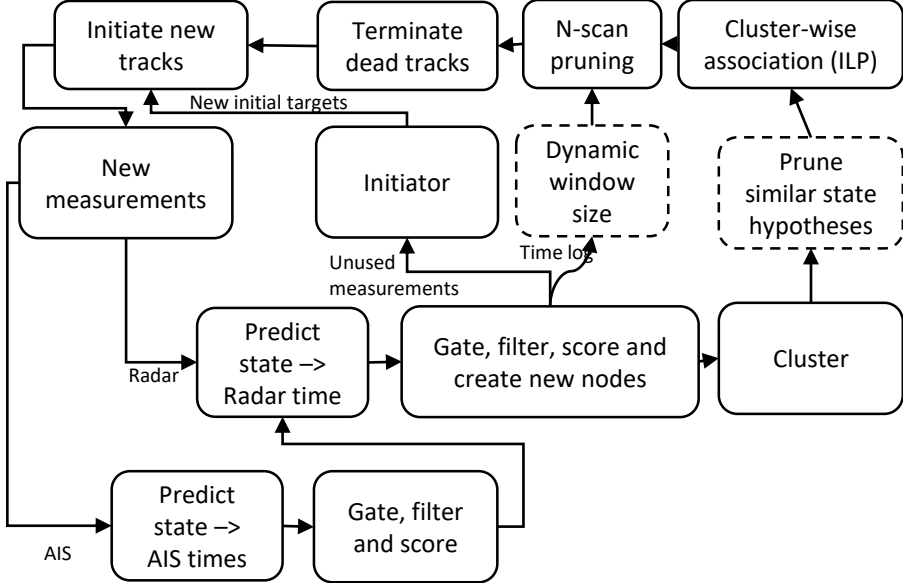 Initiate new
tracks
Terminate
dead tracks
N-scan
pruning
Cluster-wise
association (ILP)
New initial targets
New
measurements
Initiator
Dynamic
window
size
Prune
similar state
hypotheses
Unused
measurements
Time log
Predict
state –>
Radar time
Gate, filter, score and
create new nodes
Cluster
Radar
Predict
state –>
AIS times
Gate, filter
and score
AIS